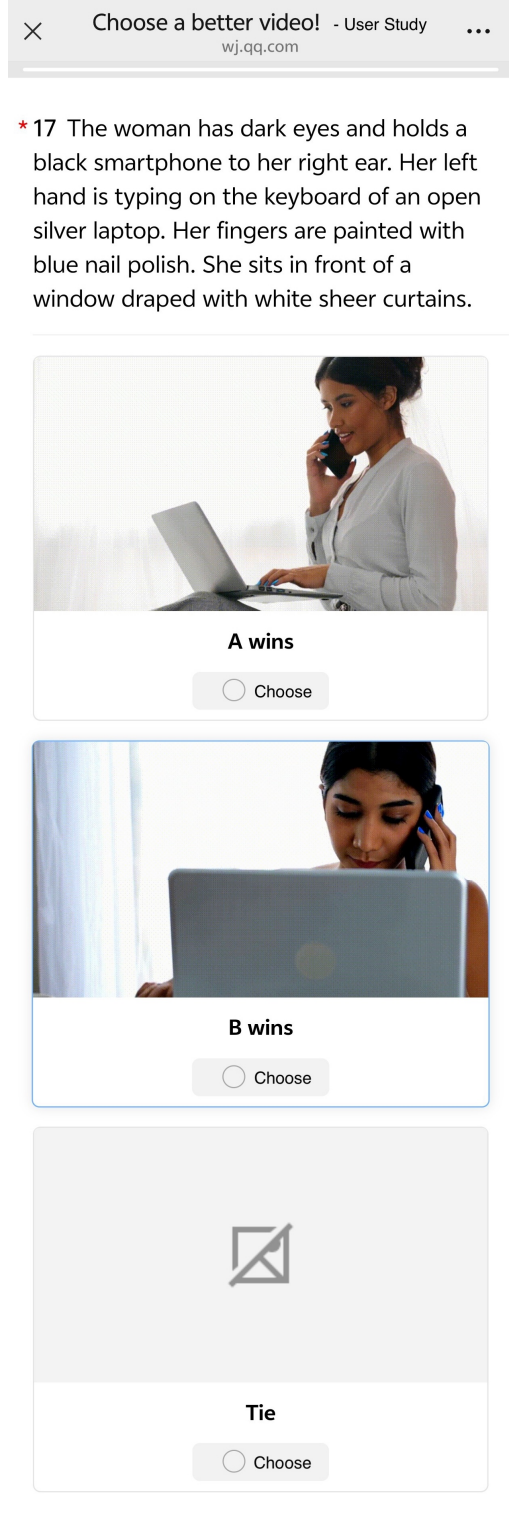 Choose a better video! - User Study
wj.qq.com
* 17 The woman has dark eyes and holds a
black smartphone to her right ear. Her left
hand is typing on the keyboard of an open
silver laptop. Her fingers are painted with
blue nail polish. She sits in front of a
window draped with white sheer curtains.
A wins
Choose
B wins
Choose
Tie
Choose